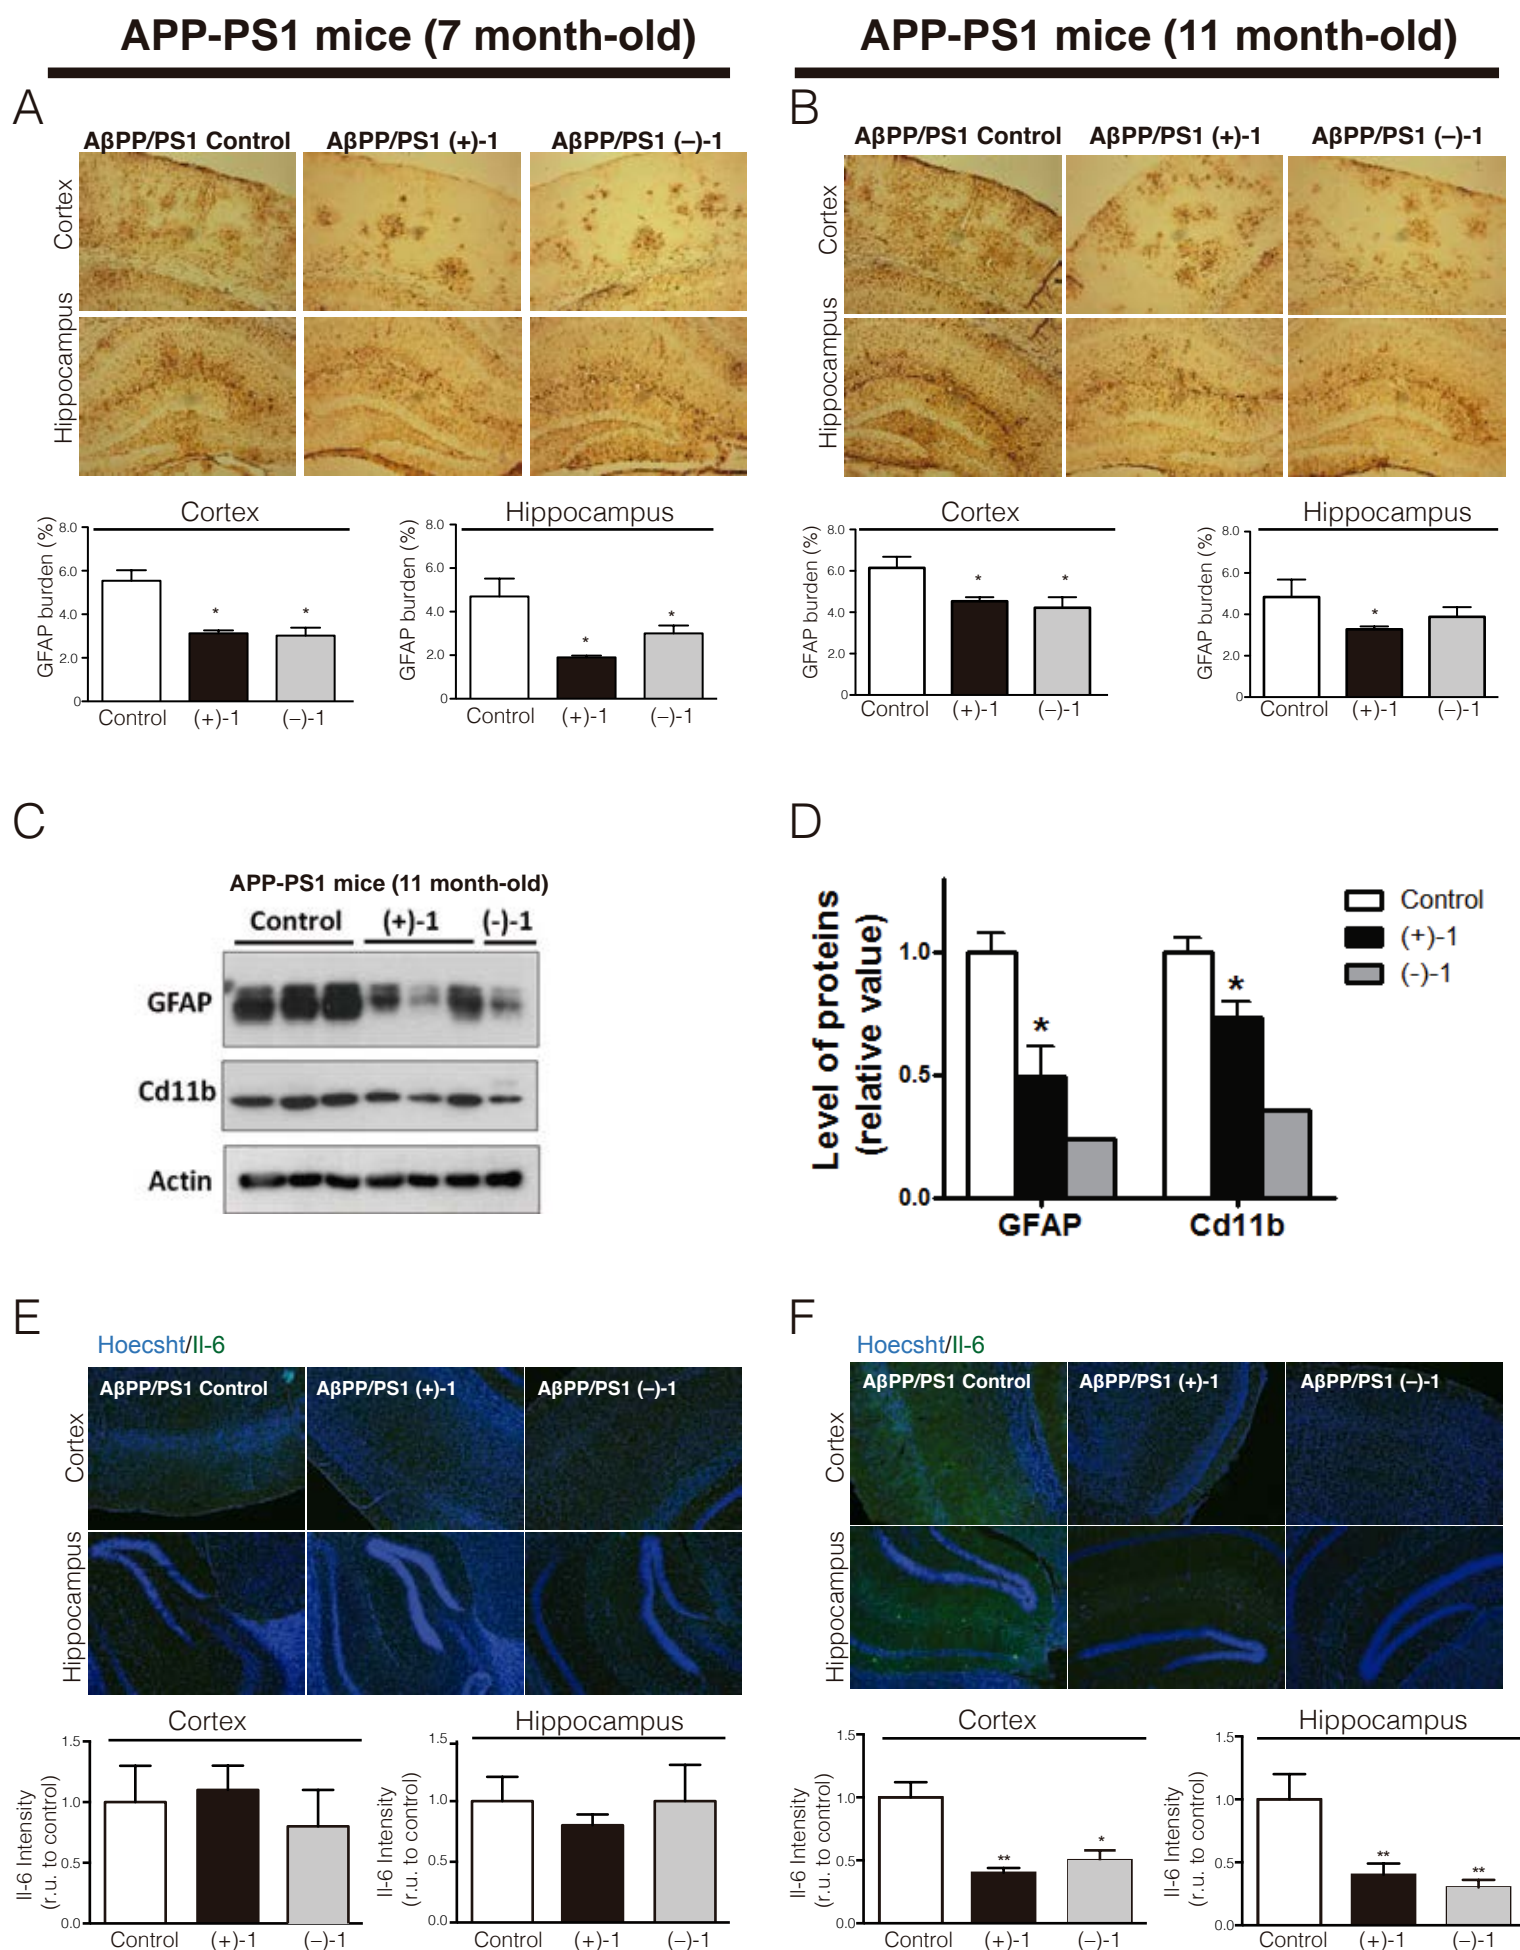 APP-PS1 mice (7 month-old)
APP-PS1 mice (11 month-old)
A
AβPP/PS1 Control
AβPP/PS1 (+)-1
AβPP/PS1 (–)-1
Cortex
Hippocampus
Cortex
GFAP burden (%)
8.0
6.0
4.0
2.0
0
*
*
Control
(+)-1
(–)-1
Hippocampus
GFAP burden (%)
8.0
6.0
4.0
2.0
0
*
*
Control
(+)-1
(–)-1
B
AβPP/PS1 Control
AβPP/PS1 (+)-1
AβPP/PS1 (–)-1
Cortex
Hippocampus
Cortex
GFAP burden (%)
8.0
6.0
4.0
2.0
0
*
*
Control
(+)-1
(–)-1
Hippocampus
GFAP burden (%)
8.0
6.0
4.0
2.0
0
*
Control
(+)-1
(–)-1
C
APP-PS1 mice (11 month-old)
Control
(+)-1
(-)-1
GFAP
Cd11b
Actin
D
Level of proteins
(relative value)
1.0
0.5
0.0
*
*
GFAP
Cd11b
Control
(+)-1
(-)-1
E
Hoecsht/Il-6
AβPP/PS1 Control
AβPP/PS1 (+)-1
AβPP/PS1 (–)-1
Cortex
Hippocampus
Cortex
Il-6 Intensity
(r.u. to control)
1.5
1.0
0.5
0.0
Control
(+)-1
(–)-1
Hippocampus
Il-6 Intensity
(r.u. to control)
1.5
1.0
0.5
0.0
Control
(+)-1
(–)-1
F
Hoecsht/Il-6
AβPP/PS1 Control
AβPP/PS1 (+)-1
AβPP/PS1 (–)-1
Cortex
Hippocampus
Cortex
Il-6 Intensity
(r.u. to control)
1.5
1.0
0.5
0.0
**
*
Control
(+)-1
(–)-1
Hippocampus
Il-6 Intensity
(r.u. to control)
1.5
1.0
0.5
0.0
**
**
Control
(+)-1
(–)-1